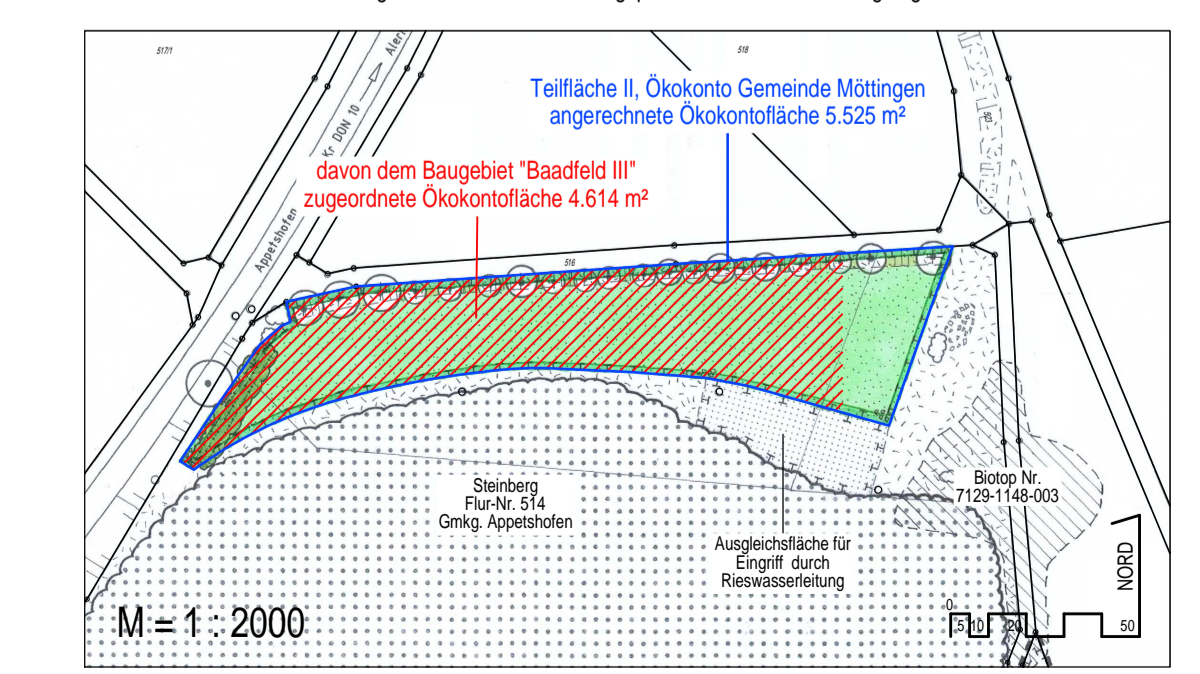 517/1
518
Kr DON 10
Appetshofen
503
Teilfläche II, Ökokonto Gemeinde Möttingen
angerechnete Ökokontofläche 5.525 m²
davon dem Baugebiet "Baadfeld III"
zugeordnete Ökokontofläche 4.614 m²
516
Steinberg
Flur-Nr. 514
Gmkg. Appetshofen
Biotop Nr.
7129-1148-003
Ausgleichsfläche für
Eingriff durch
Rieswasserleitung
NORD
M = 1 : 2000
0
5 10 20 50